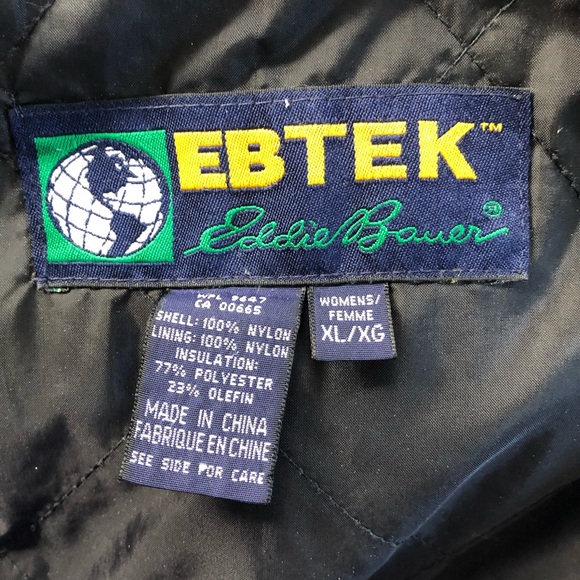 EBTEK™
Eddie Bauer®
WPL 9647
CA 00665
SHELL: 100% NYLON
LINING: 100% NYLON
INSULATION:
77% POLYESTER
23% OLEFIN
MADE IN CHINA
FABRIQUE EN CHINE
SEE SIDE FOR CARE
WOMENS/
FEMME
XL/XG